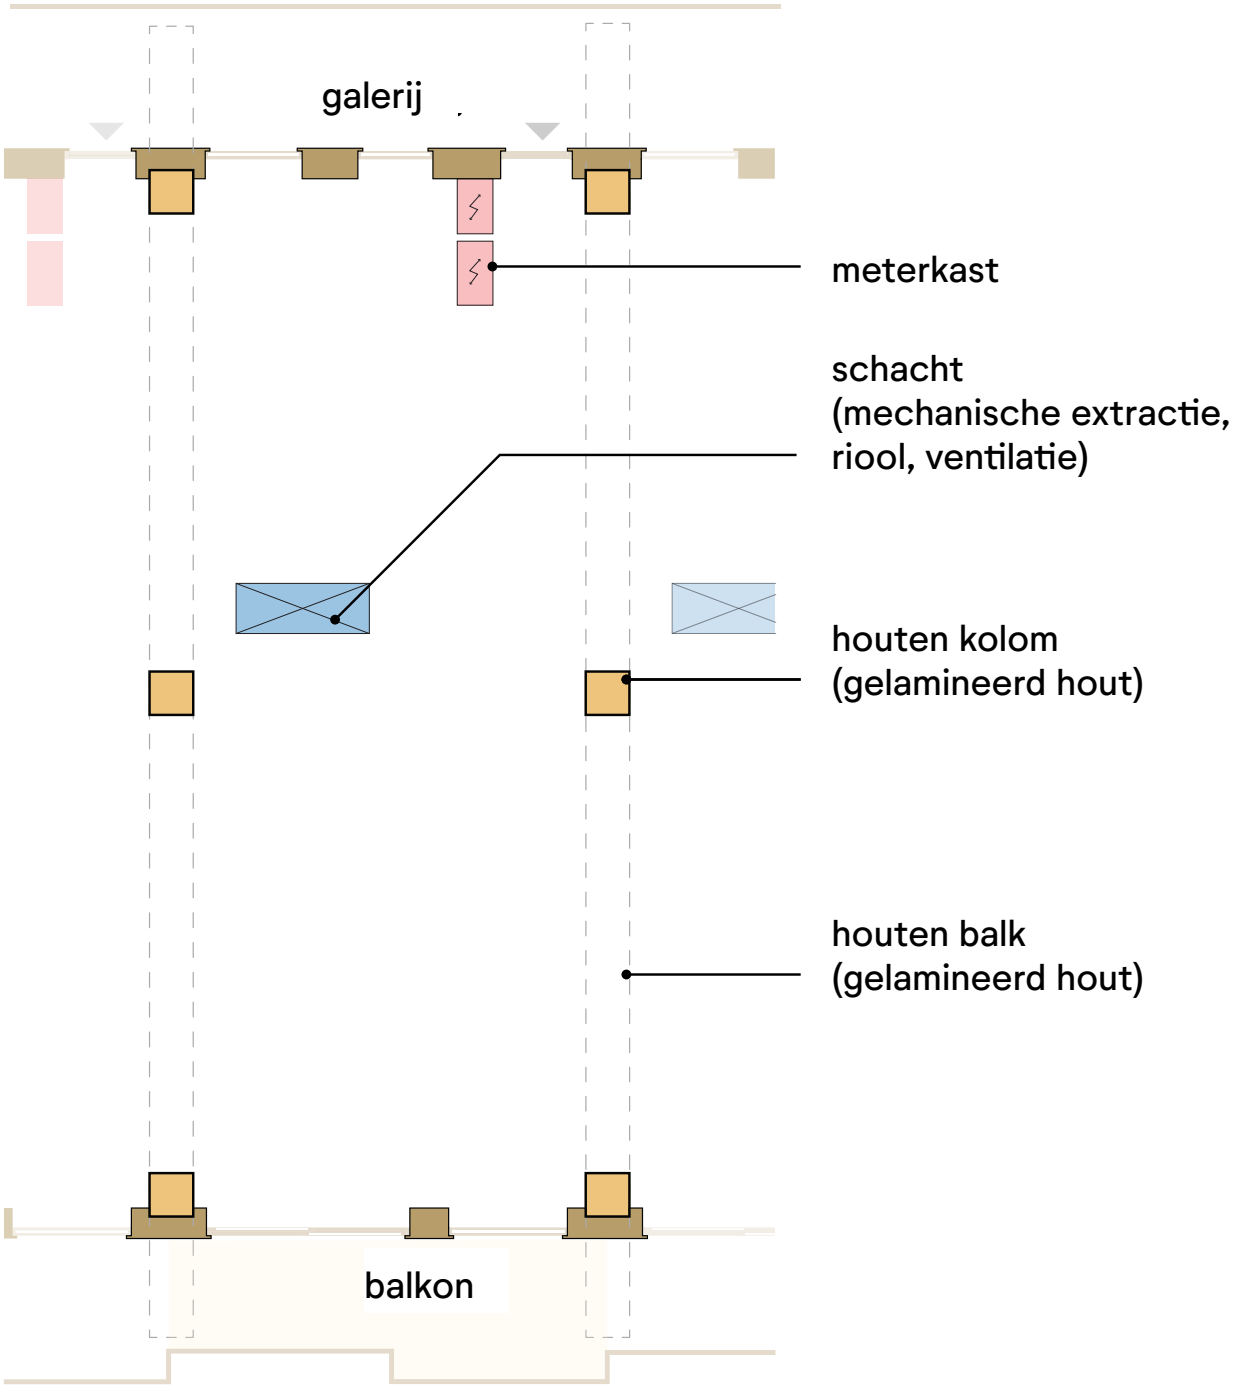 galerij
meterkast
schacht
(mechanische extractie,
riool, ventilatie)
houten kolom
(gelamineerd hout)
houten balk
(gelamineerd hout)
balkon